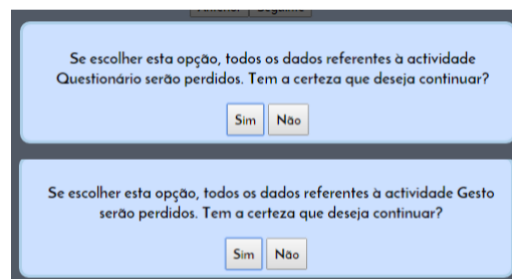 Se escolher esta opção, todos os dados referentes à actividade
Questionário serão perdidos. Tem a certeza que deseja continuar?
Sim Não
Se escolher esta opção, todos os dados referentes à actividade Gesto
serão perdidos. Tem a certeza que deseja continuar?
Sim Não